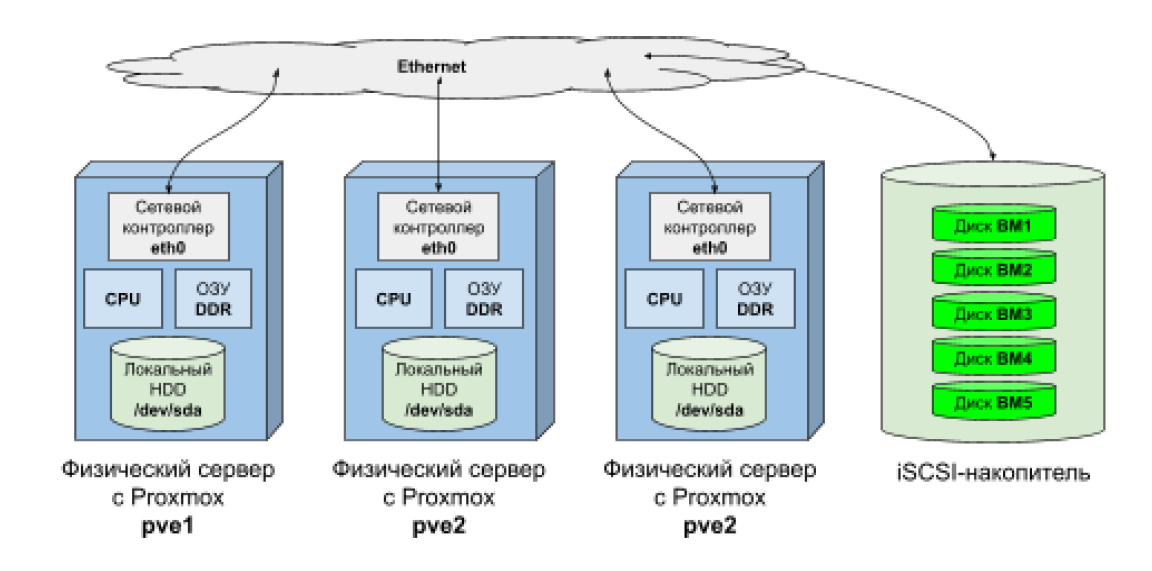 Ethernet
Сетевой
контроллер
eth0
CPU
ОЗУ
DDR
Локальный
HDD
/dev/sda
Физический сервер
с Proxmox
pve1
Сетевой
контроллер
eth0
CPU
ОЗУ
DDR
Локальный
HDD
/dev/sda
Физический сервер
с Proxmox
pve2
Сетевой
контроллер
eth0
CPU
ОЗУ
DDR
Локальный
HDD
/dev/sda
Физический сервер
с Proxmox
pve2
Диск ВМ1
Диск ВМ2
Диск ВМ3
Диск ВМ4
Диск ВМ5
iSCSI-накопитель